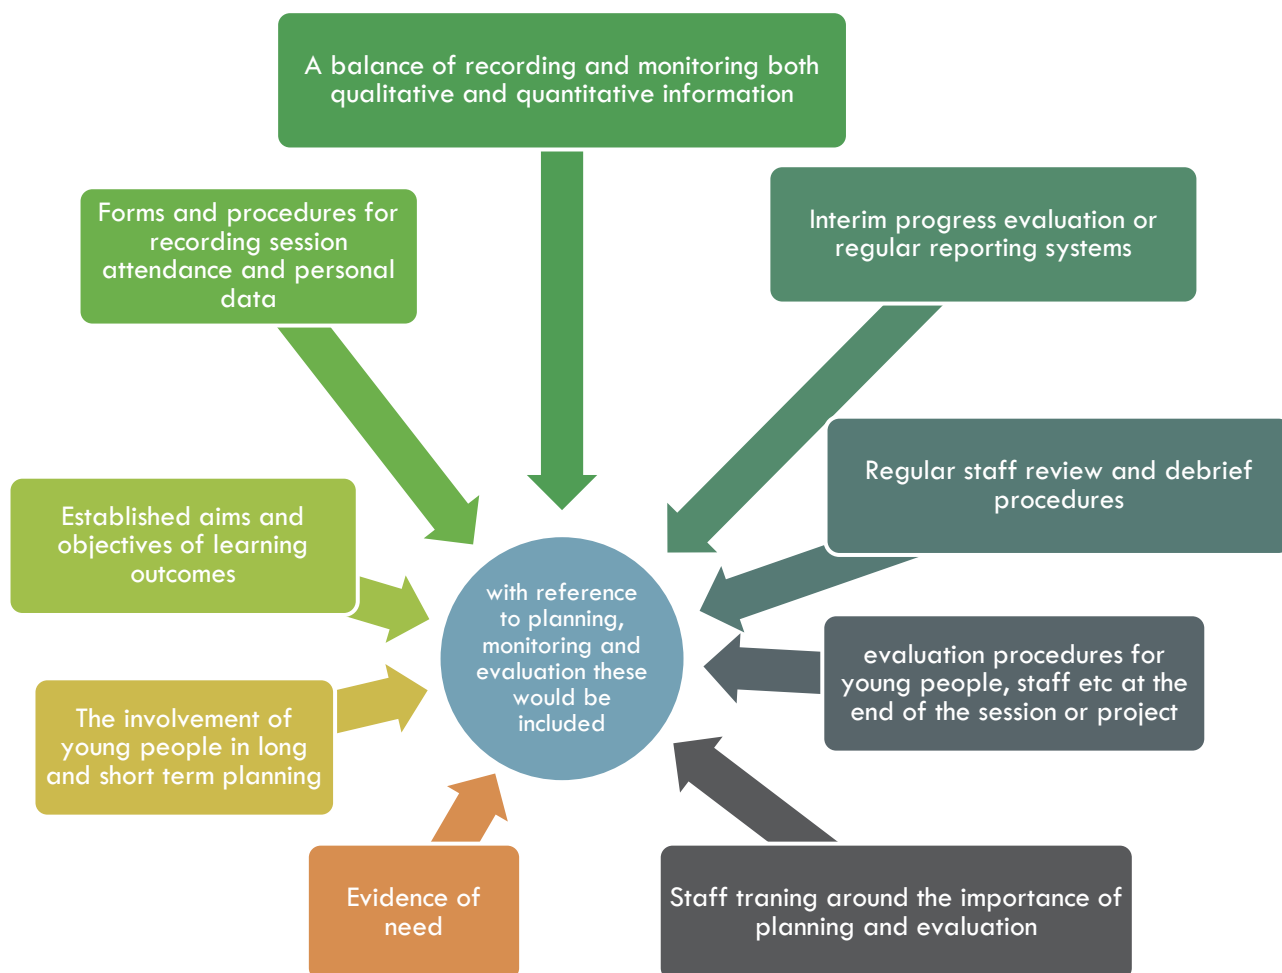 A balance of recording and monitoring both
qualitative and quantitative information
Forms and procedures for
recording session
attendance and personal
data
Interim progress evaluation or
regular reporting systems
Regular staff review and debrief
procedures
Established aims and
objectives of learning
outcomes
with reference
to planning,
monitoring and
evaluation these
would be
included
evaluation procedures for
young people, staff etc at the
end of the session or project
The involvement of
young people in long
and short term planning
Evidence of
need
Staff traning around the importance of
planning and evaluation